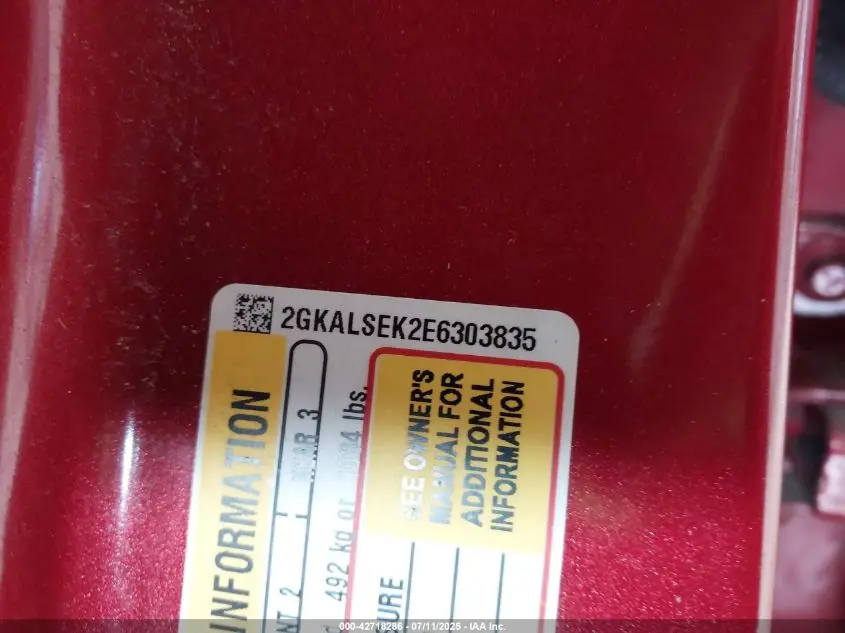 2GKALSEK2E6303835
INFORMATION
NT 2
3
492 kg or lbs.
SEE OWNER'S
MANUAL FOR
ADDITIONAL
INFORMATION
URE
000-42718286 - 07/11/2025 - IAA Inc.